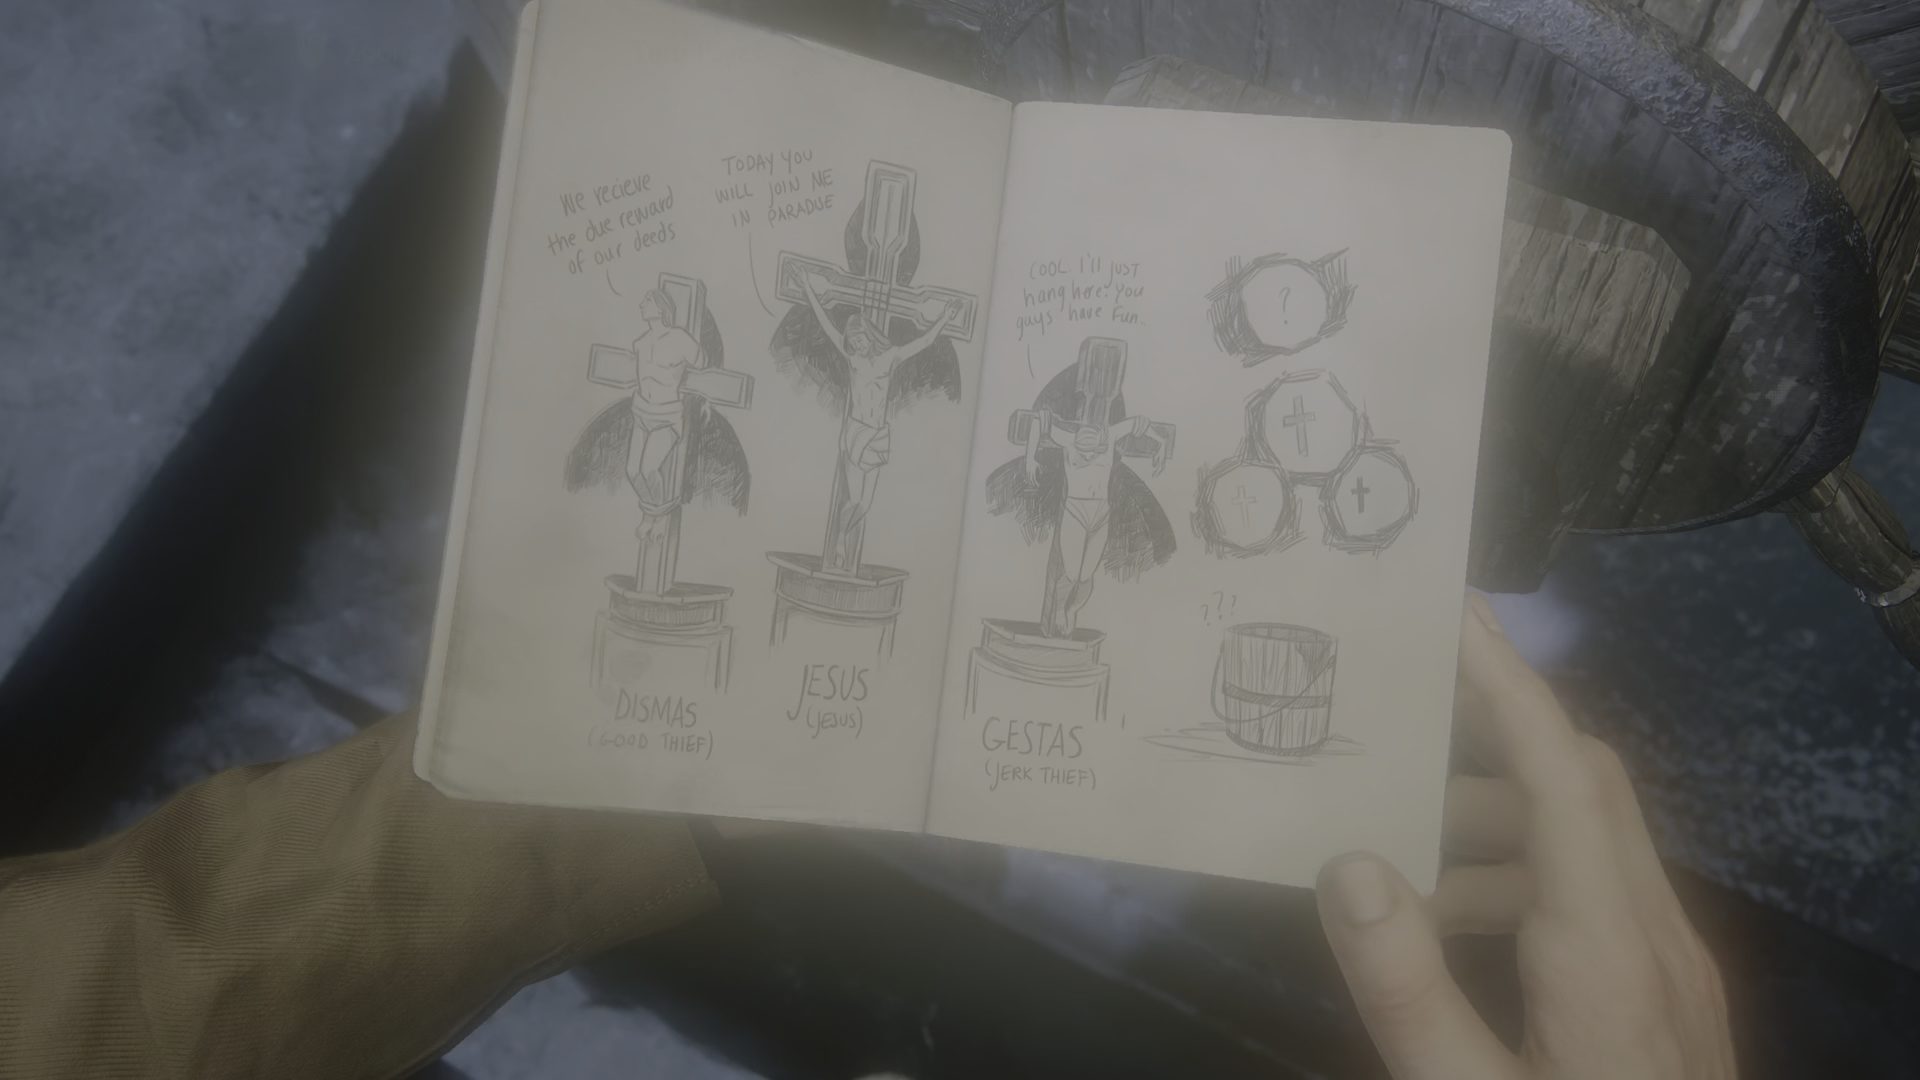 We recieve
the due reward
of our deeds
TODAY YOU
WILL JOIN ME
IN PARADISE
DISMAS
(GOOD THIEF)
JESUS
(JESUS)
COOL I'll JUST
hang here. You
guys have fun.
GESTAS
(JERK THIEF)
?
???